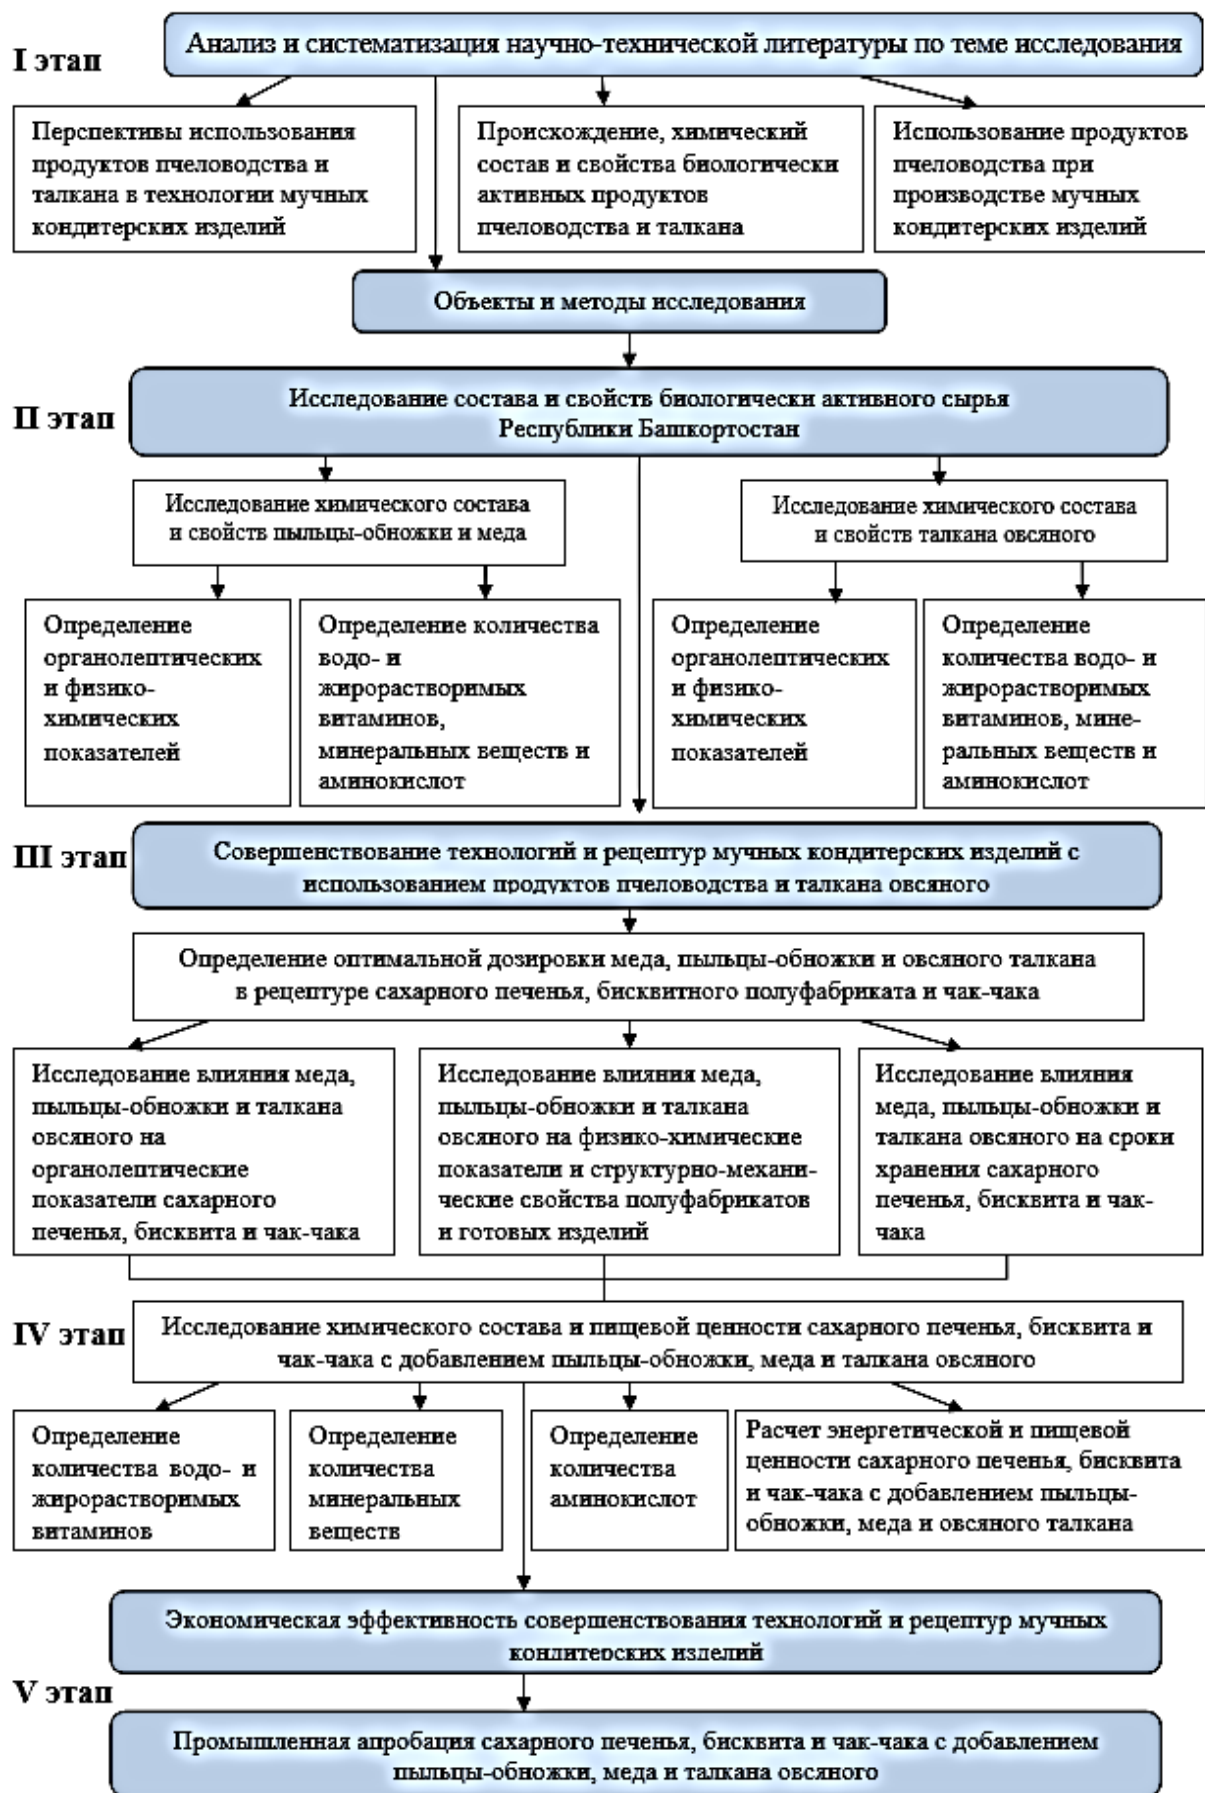 I этап
Анализ и систематизация научно-технической литературы по теме исследования
Перспективы использования
продуктов пчеловодства и
талкана в технологии мучных
кондитерских изделий
Происхождение, химический
состав и свойства биологически
активных продуктов
пчеловодства и талкана
Использование продуктов
пчеловодства при
производстве мучных
кондитерских изделий
Объекты и методы исследования
II этап
Исследование состава и свойств биологически активного сырья
Республики Башкортостан
Исследование химического состава
и свойств пыльцы-обножки и меда
Исследование химического состава
и свойств талкана овсяного
Определение
органолептических
и физико-
химических
показателей
Определение количества
водо- и
жирорастворимых
витаминов,
минеральных веществ и
аминокислот
Определение
органолептических
и физико-
химических
показателей
Определение
количества водо- и
жирорастворимых
витаминов, мине-
ральных веществ и
аминокислот
III этап
Совершенствование технологий и рецептур мучных кондитерских изделий с
использованием продуктов пчеловодства и талкана овсяного
Определение оптимальной дозировки меда, пыльцы-обножки и овсяного талкана
в рецептуре сахарного печенья, бисквитного полуфабриката и чак-чака
Исследование влияния меда,
пыльцы-обножки и талкана
овсяного на
органолептические
показатели сахарного
печенья, бисквита и чак-чака
Исследование влияния меда,
пыльцы-обножки и талкана
овсяного на физико-химические
показатели и структурно-механи-
ческие свойства полуфабрикатов
и готовых изделий
Исследование влияния
меда, пыльцы-обножки и
талкана овсяного на сроки
хранения сахарного
печенья, бисквита и чак-
чака
IV этап
Исследование химического состава и пищевой ценности сахарного печенья, бисквита и
чак-чака с добавлением пыльцы-обножки, меда и талкана овсяного
Определение
количества водо- и
жирорастворимых
витаминов
Определение
количества
минеральных
веществ
Определение
количества
аминокислот
Расчет энергетической и пищевой
ценности сахарного печенья, бисквита
и чак-чака с добавлением пыльцы-
обножки, меда и овсяного талкана
Экономическая эффективность совершенствования технологий и рецептур мучных
кондитерских изделий
V этап
Промышленная апробация сахарного печенья, бисквита и чак-чака с добавлением
пыльцы-обножки, меда и талкана овсяного